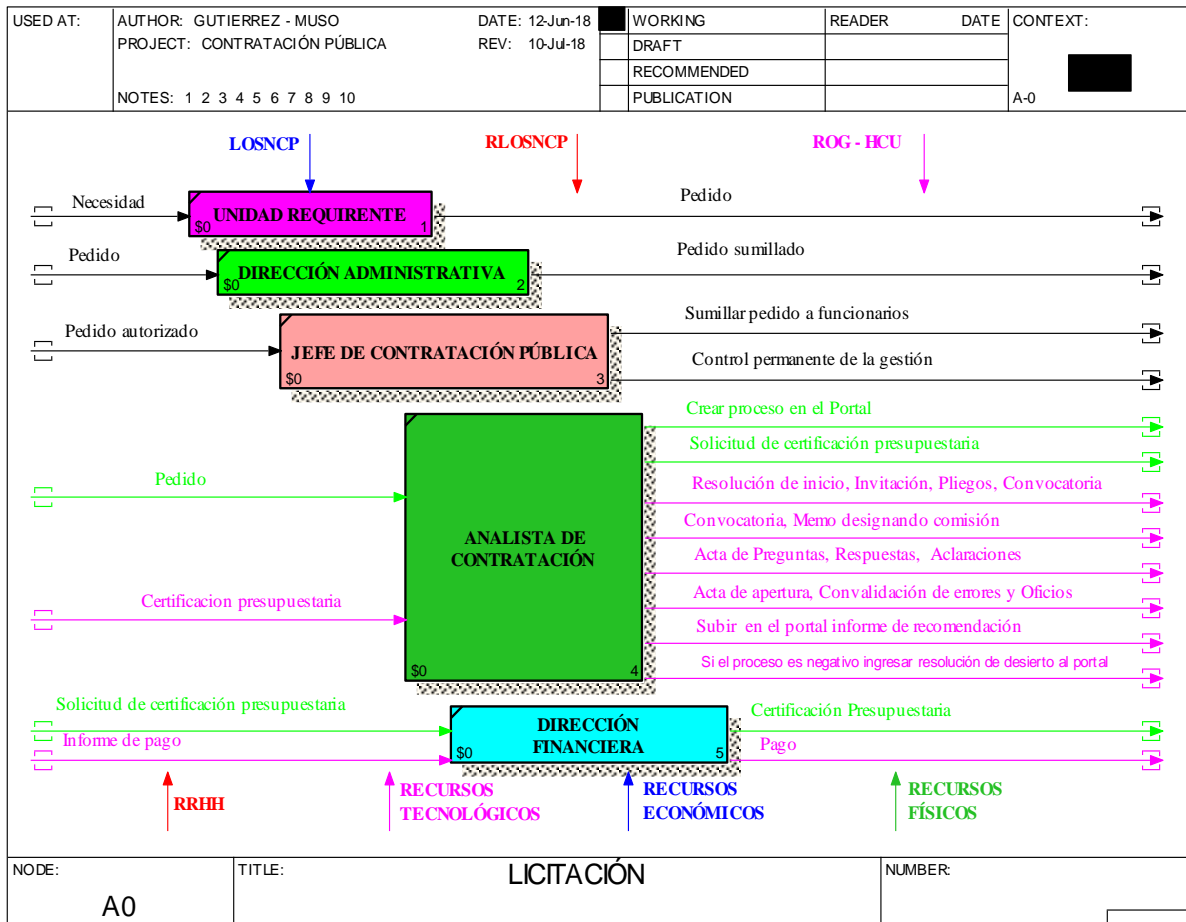 USED AT:
AUTHOR: GUTIERREZ - MUSO
DATE: 12-Jun-18
WORKING
READER
DATE
CONTEXT:
PROJECT: CONTRATACIÓN PÚBLICA
REV: 10-Jul-18
DRAFT
RECOMMENDED
NOTES: 1 2 3 4 5 6 7 8 9 10
PUBLICATION
A-0
LOSNCP
RLOSNCP
ROG - HCU
Necesidad
UNIDAD REQUIRENTE
$0
1
Pedido
Pedido
DIRECCIÓN ADMINISTRATIVA
$0
2
Pedido sumillado
Pedido autorizado
JEFE DE CONTRATACIÓN PÚBLICA
$0
3
Sumillar pedido a funcionarios
Control permanente de la gestión
Pedido
Certificacion presupuestaria
ANALISTA DE
CONTRATACIÓN
$0
4
Crear proceso en el Portal
Solicitud de certificación presupuestaria
Resolución de inicio, Invitación, Pliegos, Convocatoria
Convocatoria, Memo designando comisión
Acta de Preguntas, Respuestas, Aclaraciones
Acta de apertura, Convalidación de errores y Oficios
Subir en el portal informe de recomendación
Si el proceso es negativo ingresar resolución de desierto al portal
Solicitud de certificación presupuestaria
Informe de pago
DIRECCIÓN
FINANCIERA
$0
5
Certificación Presupuestaria
Pago
RRHH
RECURSOS
TECNOLÓGICOS
RECURSOS
ECONÓMICOS
RECURSOS
FÍSICOS
NODE:
TITLE:
LICITACIÓN
NUMBER:
A0